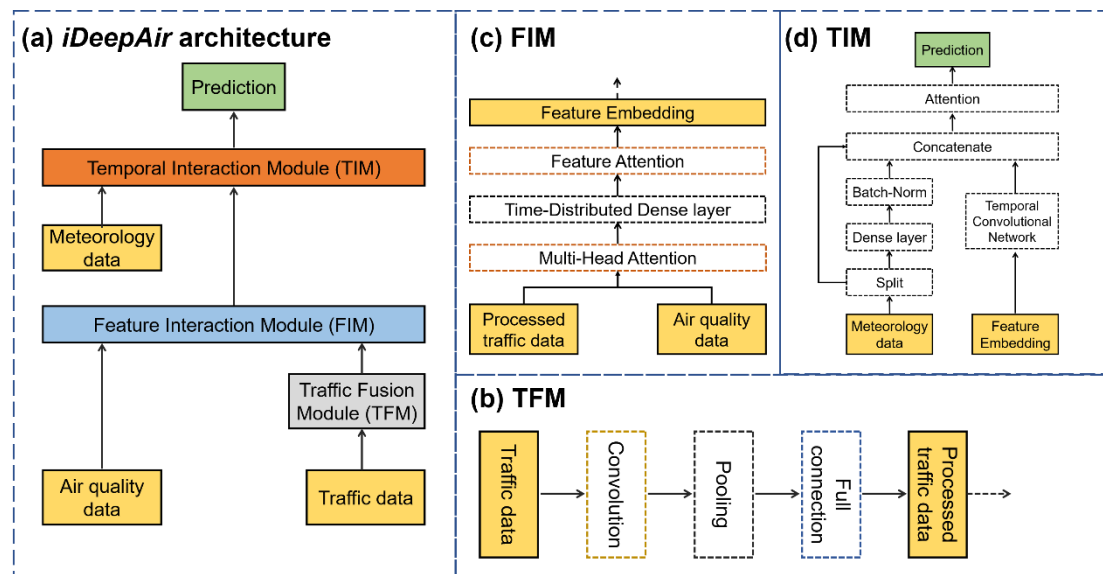 (a) iDeepAir architecture
Prediction
Temporal Interaction Module (TIM)
Meteorology
data
Feature Interaction Module (FIM)
Traffic Fusion
Module (TFM)
Air quality
data
Traffic data
(c) FIM
Feature Embedding
Feature Attention
Time-Distributed Dense layer
Multi-Head Attention
Processed
traffic data
Air quality
data
(d) TIM
Prediction
Attention
Concatenate
Batch-Norm
Temporal
Convolutional
Network
Dense layer
Split
Meteorology
data
Feature
Embedding
(b) TFM
Traffic data
Convolution
Pooling
Full
connection
Processed
traffic data